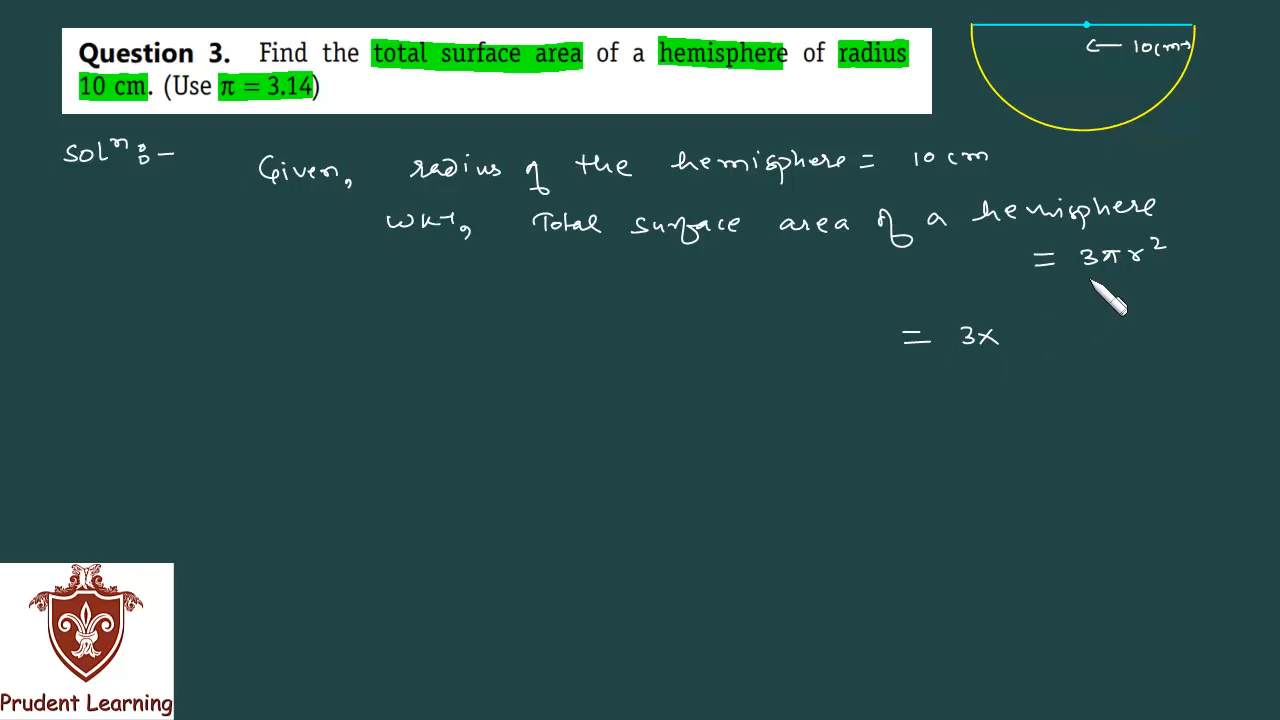 Question 3. Find the total surface area of a hemisphere of radius
10 cm. (Use π = 3.14)
10cm
Solⁿ :-
Given, radius of the hemisphere = 10 cm
WKT, Total surface area of a hemisphere
= 3πr²
= 3×
Prudent Learning